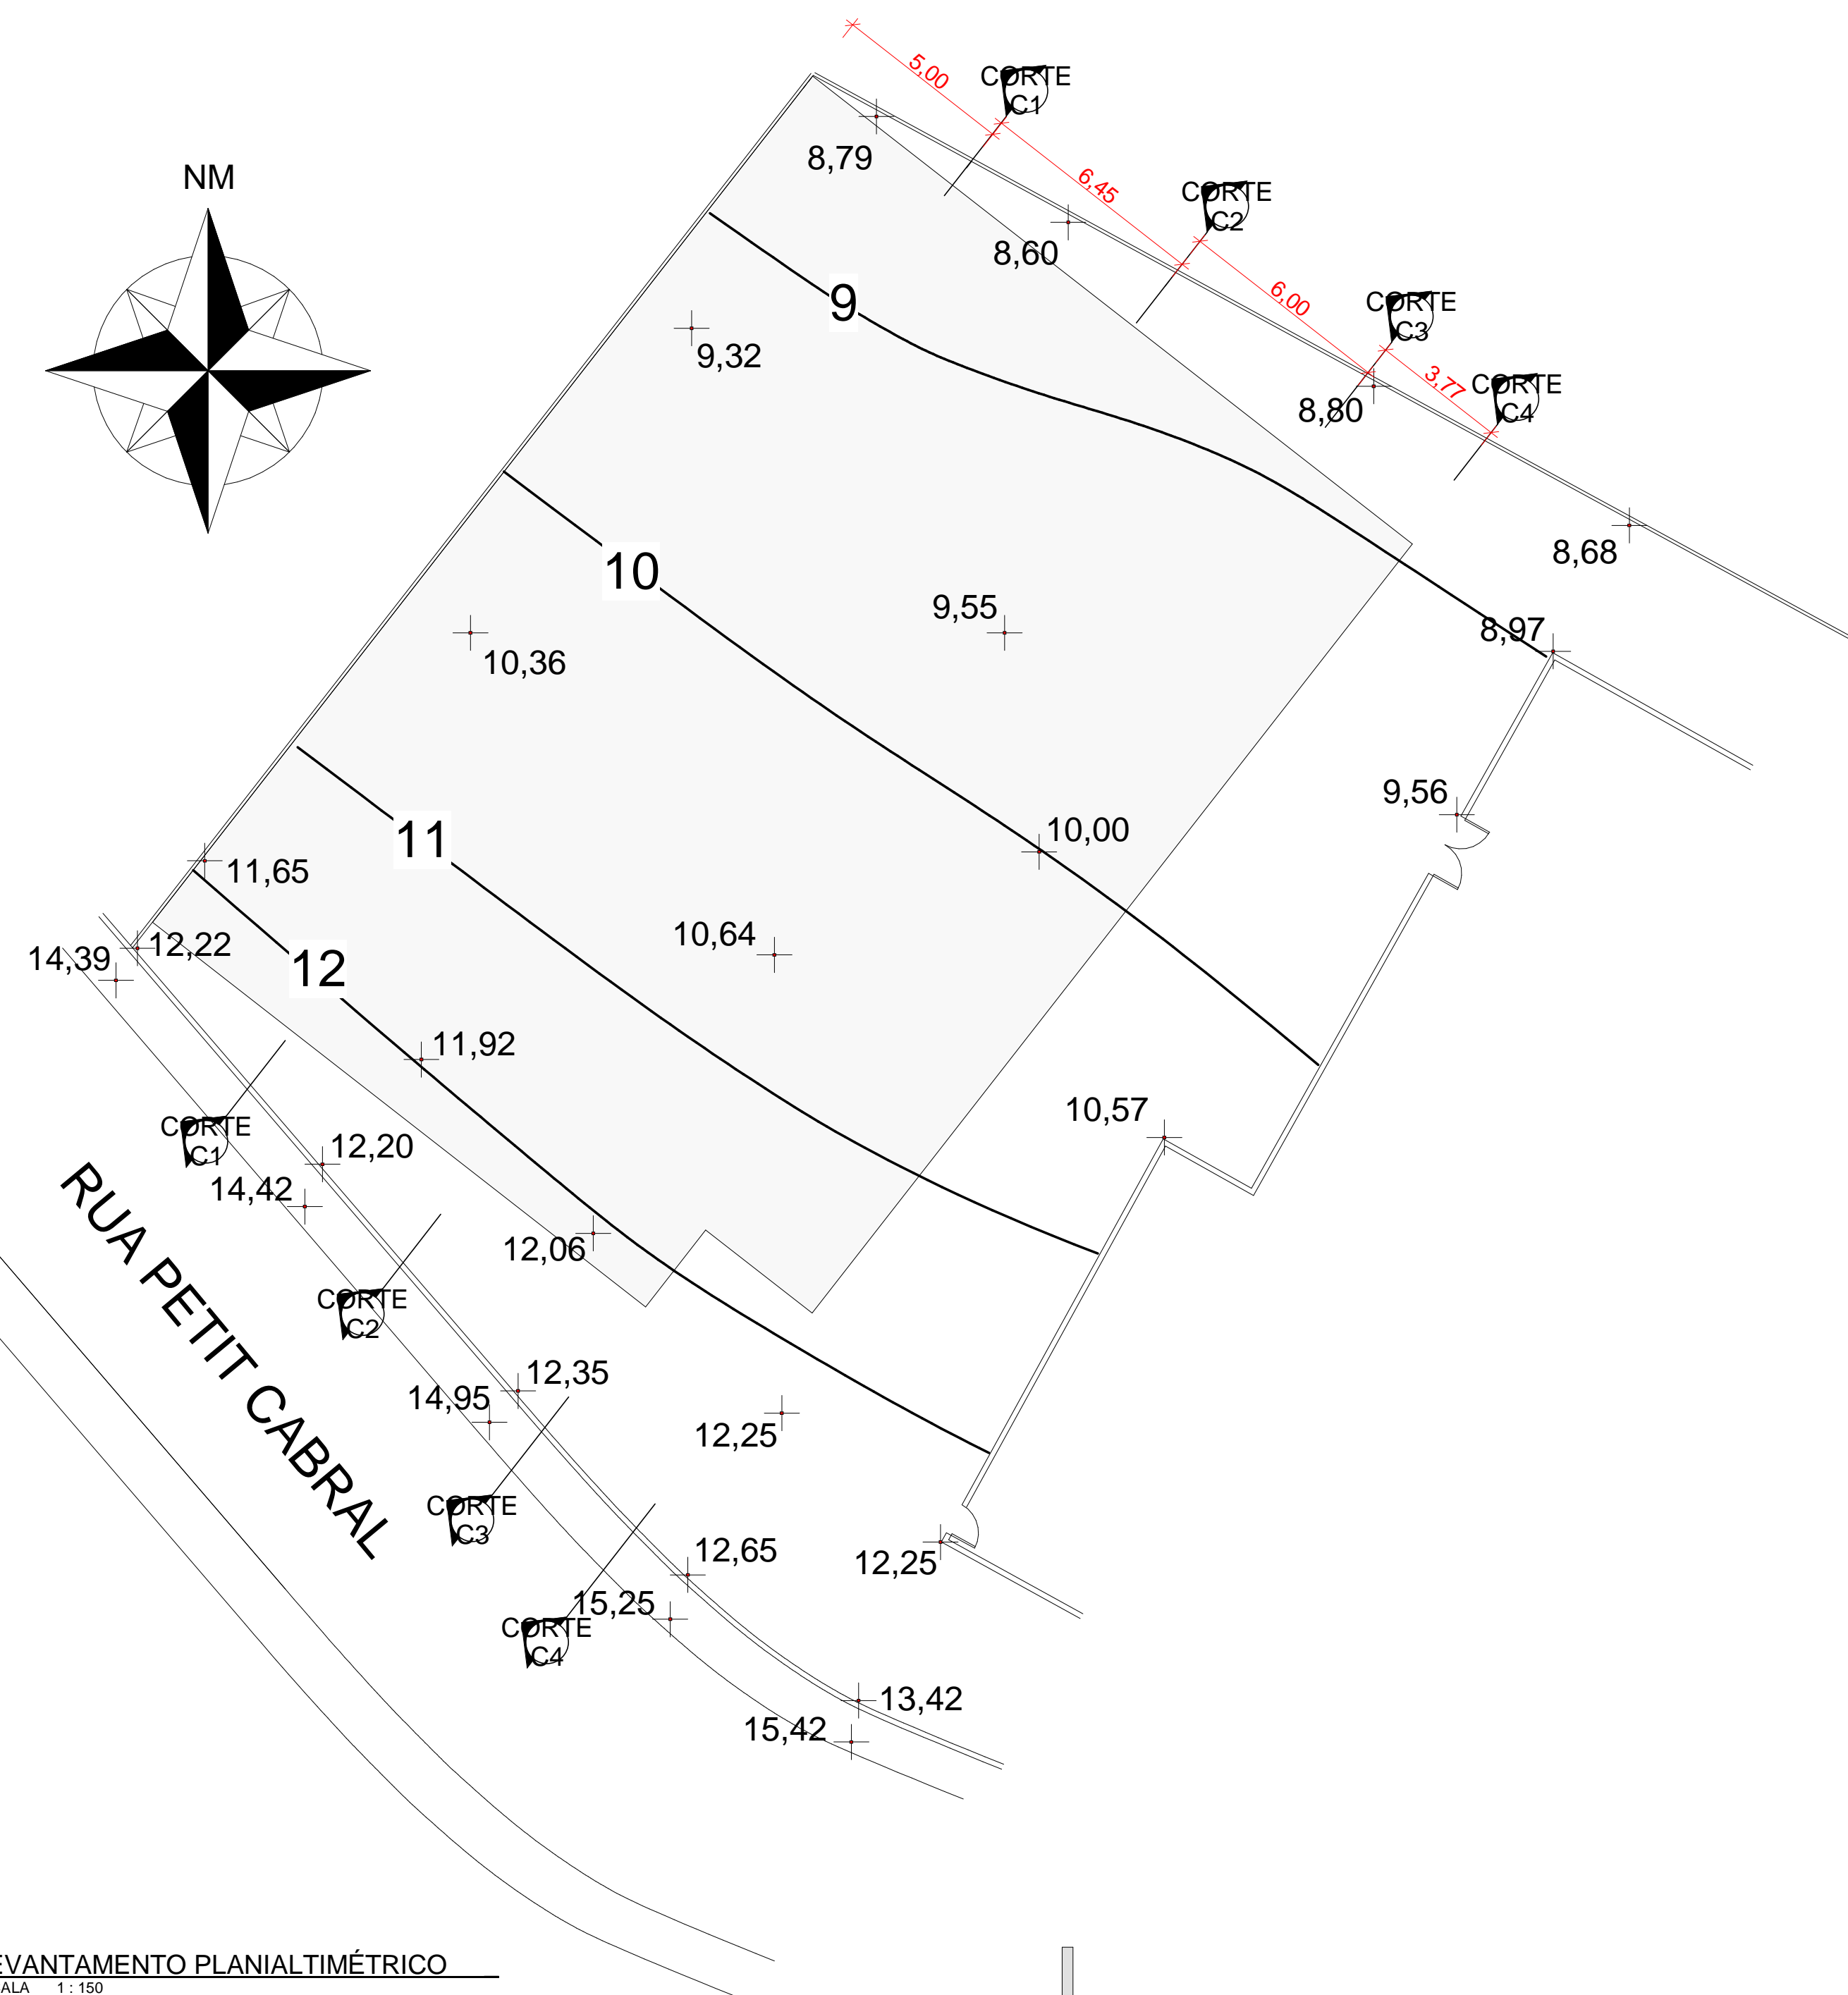 5,00
CORTE
C1
8,79
NM
6,45
CORTE
C2
8,60
6,00
CORTE
C3
9
9,32
3,77
CORTE
C4
8,80
8,68
10
9,55
8,97
10,36
9,56
11
10,00
11,65
10,64
12,22
14,39
12
11,92
10,57
CORTE
C1
12,20
14,42
12,06
RUA PETIT CABRAL
CORTE
C2
12,35
14,95
12,25
CORTE
C3
12,65
12,25
15,25
CORTE
C4
13,42
15,42
EVANTAMENTO PLANIALTIMÉTRICO
ALA 1 : 150